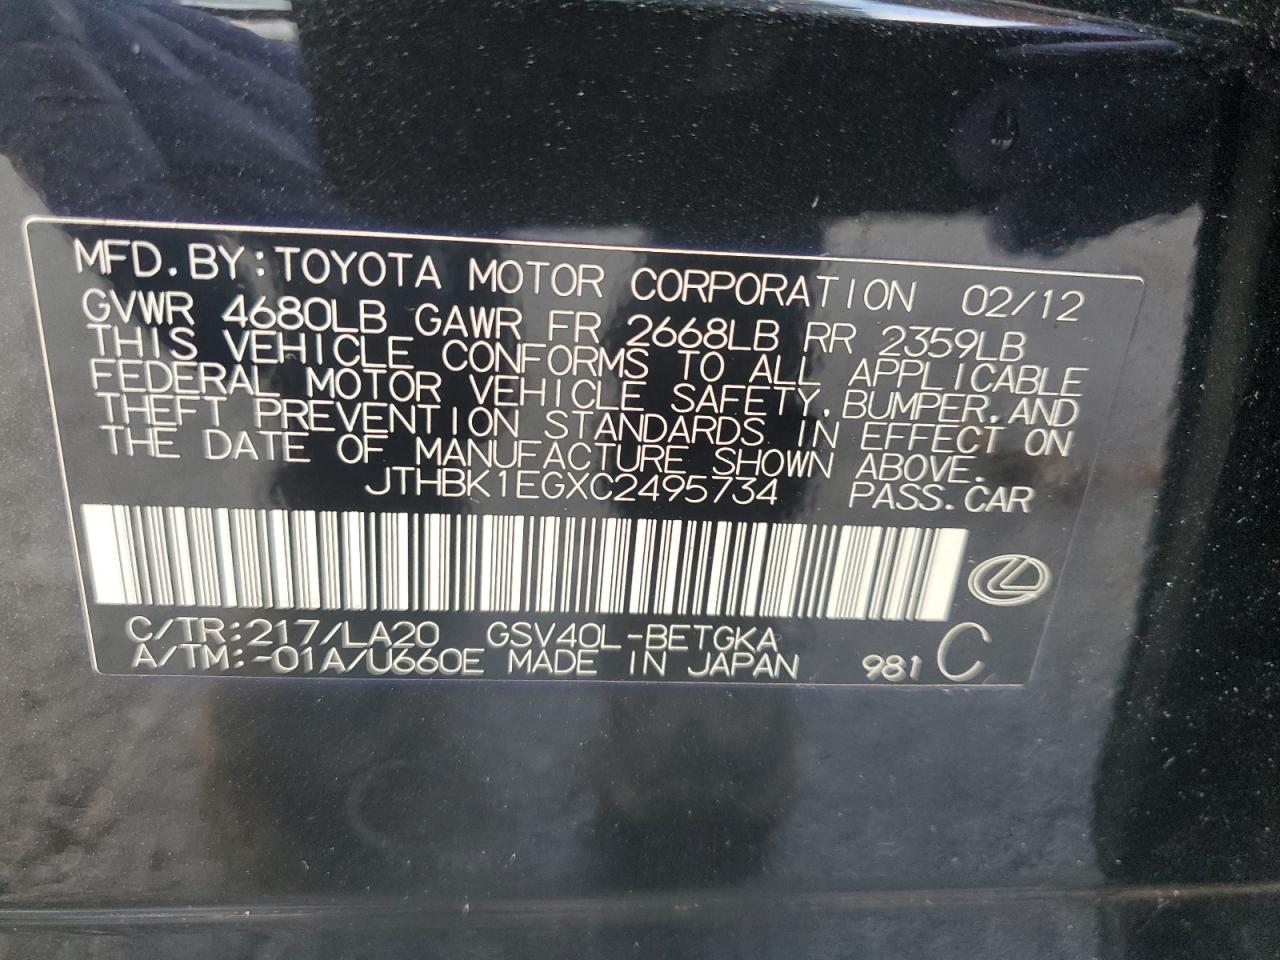 MFD. BY: TOYOTA MOTOR CORPORATION 02/12
GVWR 4680LB GAWR FR 2668LB RR 2359LB
THIS VEHICLE CONFORMS TO ALL APPLICABLE
FEDERAL MOTOR VEHICLE SAFETY, BUMPER, AND
THEFT PREVENTION STANDARDS IN EFFECT ON
THE DATE OF MANUFACTURE SHOWN ABOVE.
JTHBK1EGXC2495734 PASS. CAR
C/TR:217/LA20 GSV40L-BETGKA
A/TM:-01A/U660E MADE IN JAPAN 981 C